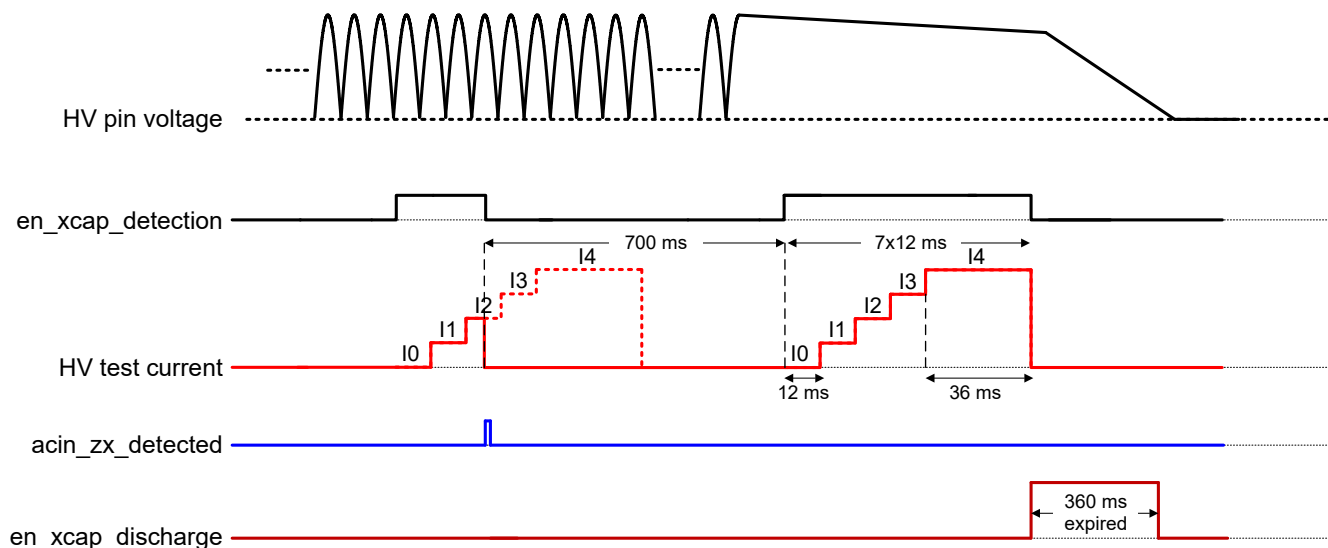 HV pin voltage
en_xcap_detection
700 ms
7x12 ms
I0
I1
I2
I3
I4
I0
I1
I2
I3
I4
HV test current
12 ms
36 ms
acin_zx_detected
360 ms
expired
en_xcap_discharge